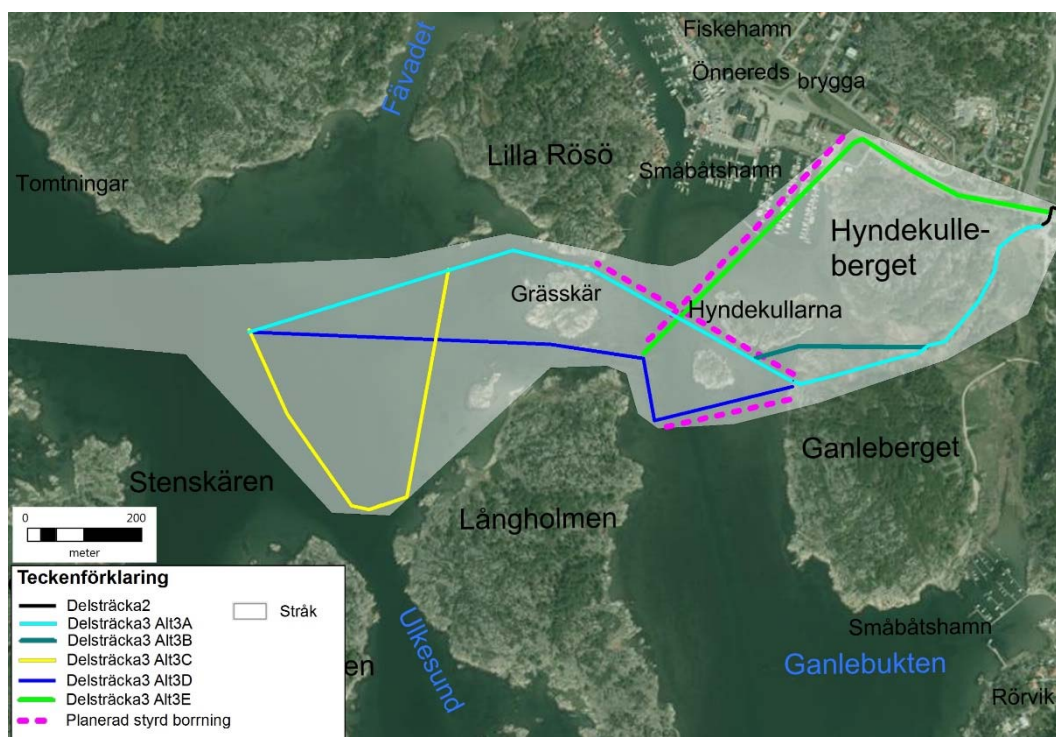 Fiskehamn
Fävadet
Önnereds brygga
Lilla Rösö
Småbåtshamn
Tomtningar
Hyndekulle-
berget
Grässkär
Hyndekullarna
Ganleberget
Stenskären
Långholmen
0 200
meter
Teckenförklaring
Delsträcka2
Delsträcka3 Alt3A
Delsträcka3 Alt3B
Delsträcka3 Alt3C
Delsträcka3 Alt3D
Delsträcka3 Alt3E
Planerad styrd borrning
Stråk
en
Ulkesund
Småbåtshamn
Ganlebukten
Rörvik